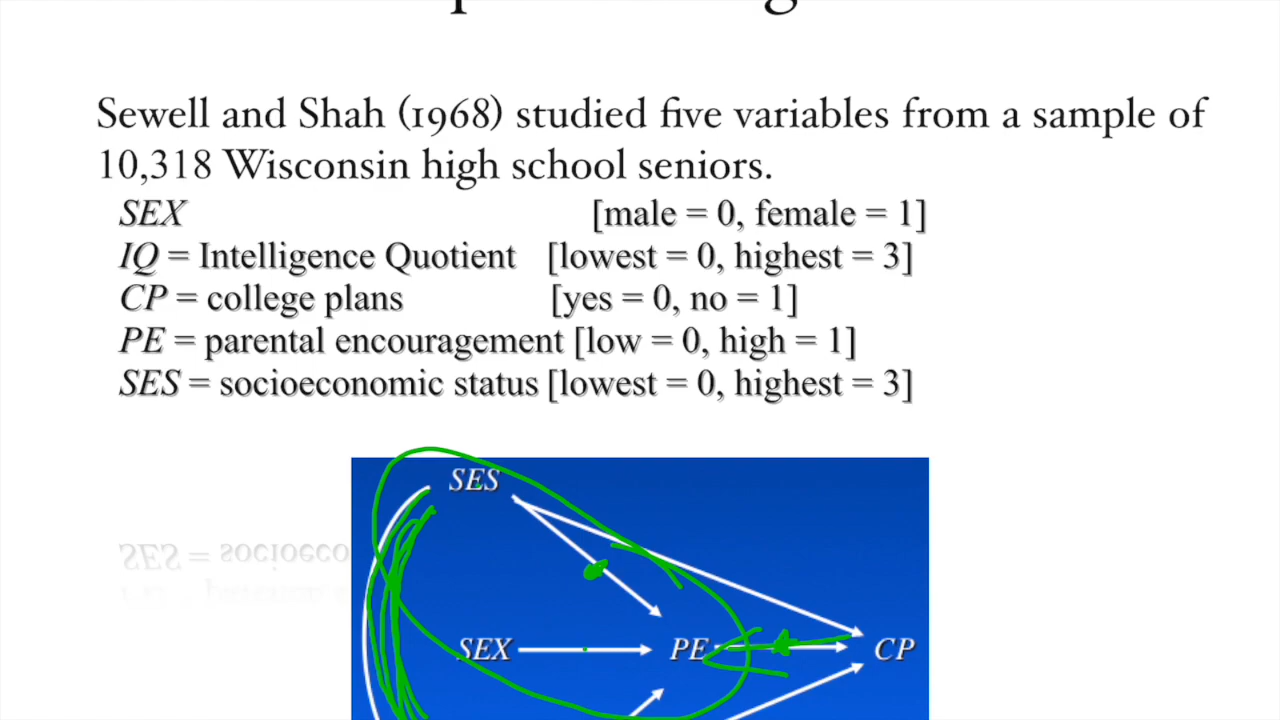 Sewell and Shah (1968) studied five variables from a sample of
10,318 Wisconsin high school seniors.
SEX [male = 0, female = 1]
IQ = Intelligence Quotient [lowest = 0, highest = 3]
CP = college plans [yes = 0, no = 1]
PE = parental encouragement [low = 0, high = 1]
SES = socioeconomic status [lowest = 0, highest = 3]
SES
SEX PE CP